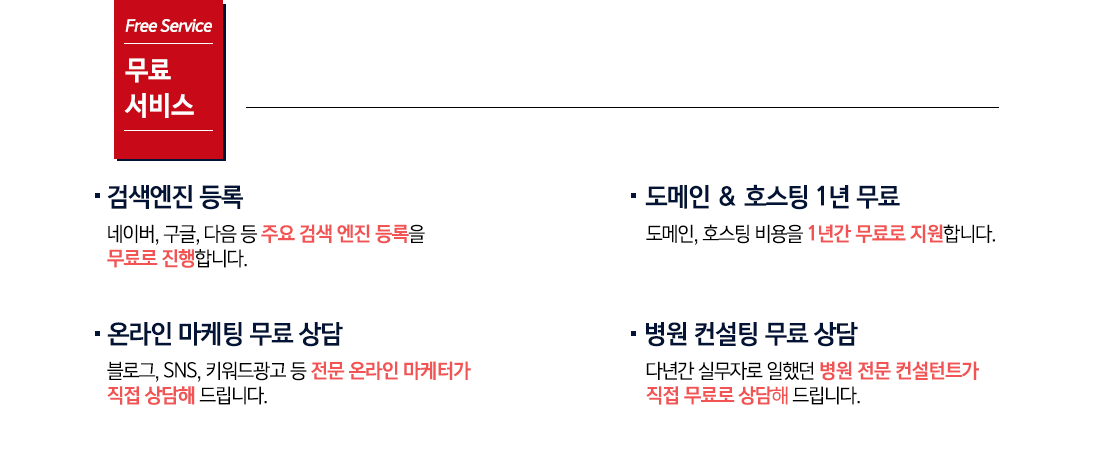 Free Service
무료
서비스
검색엔진 등록
네이버, 구글, 다음 등 주요 검색 엔진 등록을
무료로 진행합니다.
도메인 & 호스팅 1년 무료
도메인, 호스팅 비용을 1년간 무료로 지원합니다.
온라인 마케팅 무료 상담
블로그, SNS, 키워드광고 등 전문 온라인 마케터가
직접 상담해 드립니다.
병원 컨설팅 무료 상담
다년간 실무자로 일했던 병원 전문 컨설턴트가
직접 무료로 상담해 드립니다.